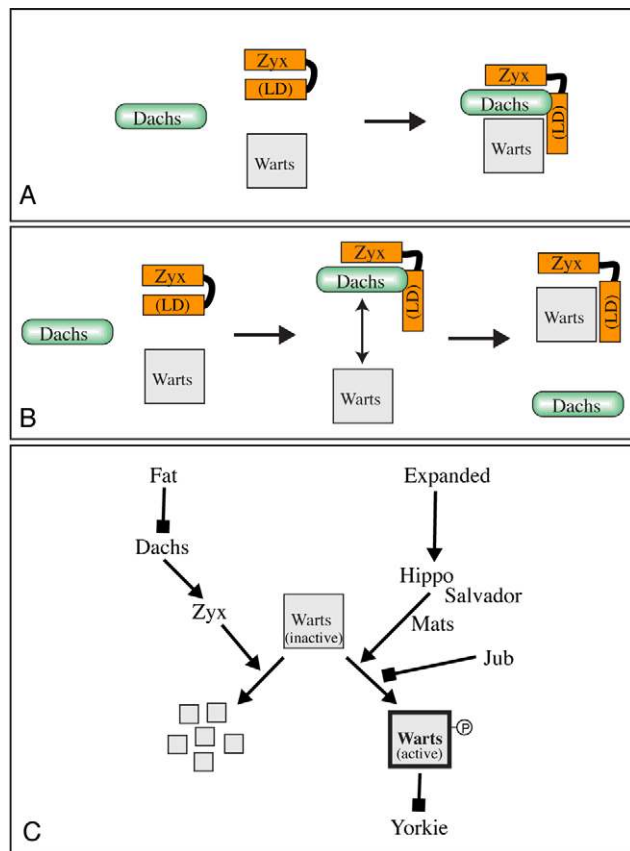 Zyx
(LD)
Dachs
Warts
Zyx
Dachs
Warts
(LD)
A
Zyx
(LD)
Dachs
Warts
Zyx
Dachs
(LD)
Warts
Zyx
Warts
(LD)
Dachs
B
Fat
Expanded
Dachs
Hippo
Salvador
Zyx
Warts
(inactive)
Mats
Jub
Warts
(active)
P
Yorkie
C